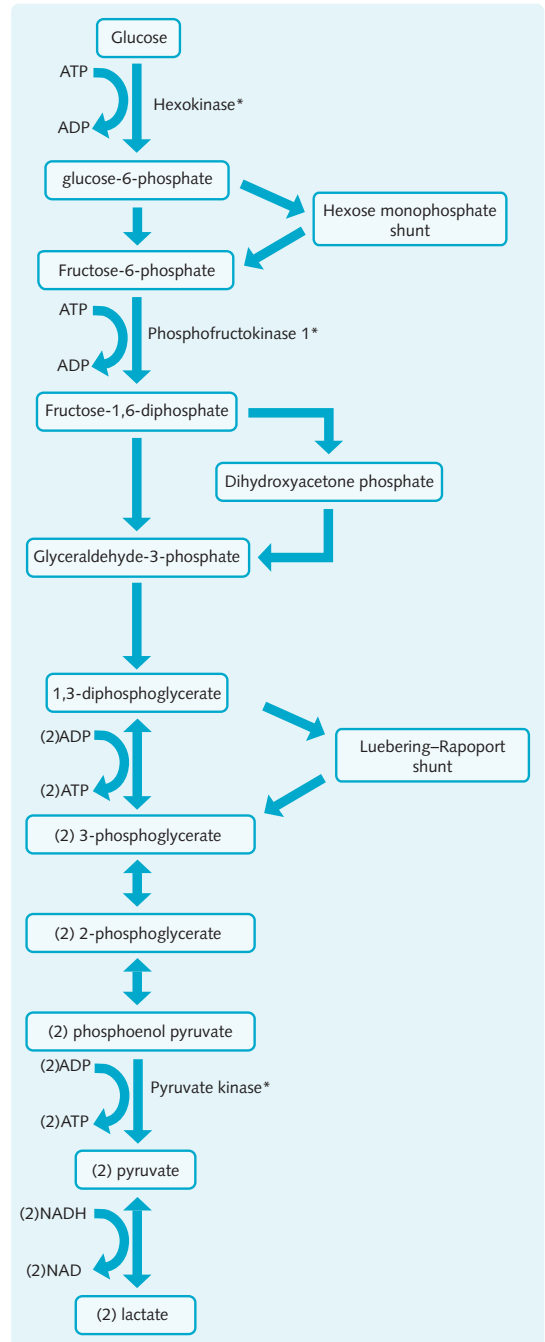 Glucose
ATP
Hexokinase*
ADP
glucose-6-phosphate
Hexose monophosphate
shunt
Fructose-6-phosphate
ATP
Phosphofructokinase 1*
ADP
Fructose-1,6-diphosphate
Dihydroxyacetone phosphate
Glyceraldehyde-3-phosphate
1,3-diphosphoglycerate
(2)ADP
Luebering–Rapoport
shunt
(2)ATP
(2) 3-phosphoglycerate
(2) 2-phosphoglycerate
(2) phosphoenol pyruvate
(2)ADP
Pyruvate kinase*
(2)ATP
(2) pyruvate
(2)NADH
(2)NAD
(2) lactate